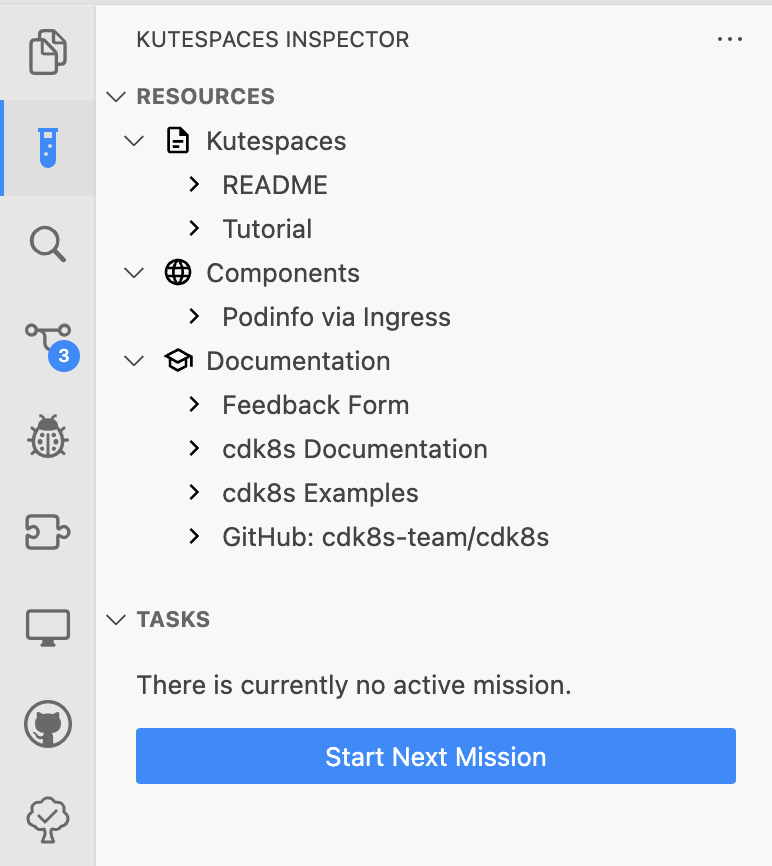 KUTESPACES INSPECTOR
RESOURCES
Kutespaces
README
Tutorial
Components
Podinfo via Ingress
Documentation
Feedback Form
cdk8s Documentation
cdk8s Examples
GitHub: cdk8s-team/cdk8s
3
TASKS
There is currently no active mission.
Start Next Mission